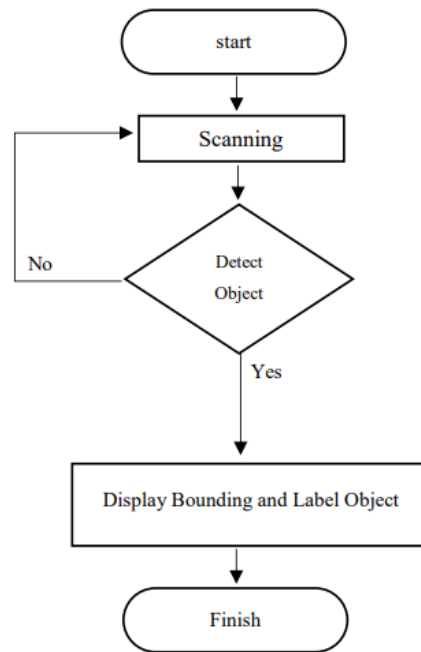 start
Scanning
Detect
Object
No
Yes
Display Bounding and Label Object
Finish